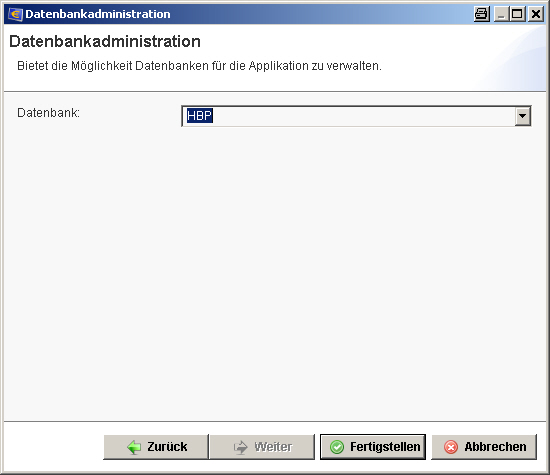 Datenbankadministration
Datenbankadministration
Bietet die Möglichkeit Datenbanken für die Applikation zu verwalten.
Datenbank: HBP
Zurück Weiter Fertigstellen Abbrechen